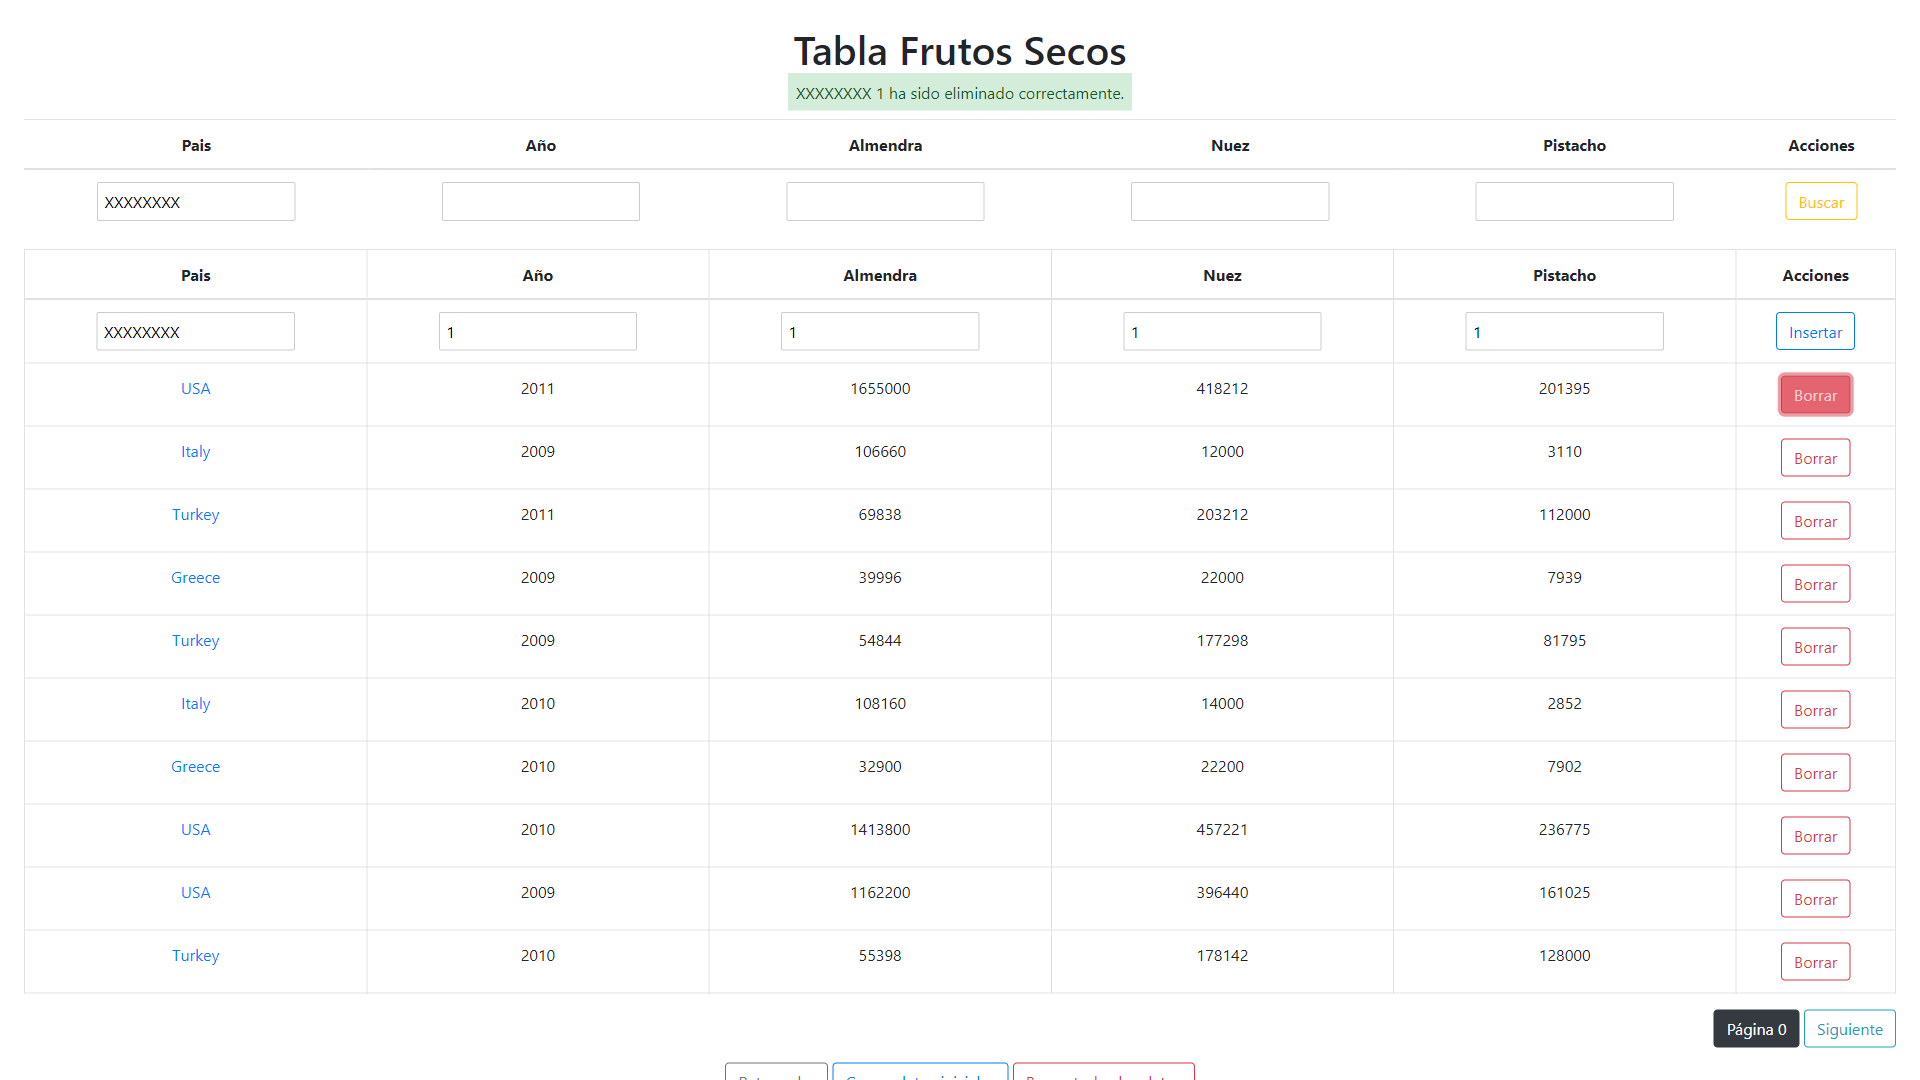 Tabla Frutos Secos
XXXXXXXX 1 ha sido eliminado correctamente.
Pais Año Almendra Nuez Pistacho Acciones
XXXXXXXX Buscar
Pais Año Almendra Nuez Pistacho Acciones
XXXXXXXX 1 1 1 1 Insertar
USA 2011 1655000 418212 201395 Borrar
Italy 2009 106660 12000 3110 Borrar
Turkey 2011 69838 203212 112000 Borrar
Greece 2009 39996 22000 7939 Borrar
Turkey 2009 54844 177298 81795 Borrar
Italy 2010 108160 14000 2852 Borrar
Greece 2010 32900 22200 7902 Borrar
USA 2010 1413800 457221 236775 Borrar
USA 2009 1162200 396440 161025 Borrar
Turkey 2010 55398 178142 128000 Borrar
Página 0 Siguiente